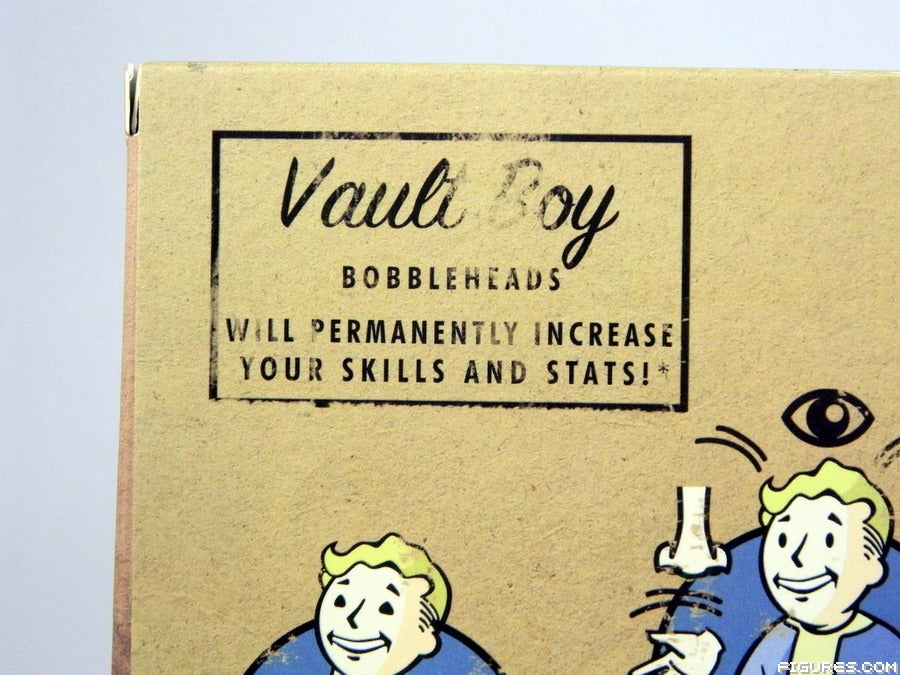 Vault Boy
BOBBLEHEADS
WILL PERMANENTLY INCREASE
YOUR SKILLS AND STATS!*
FIGURES.COM